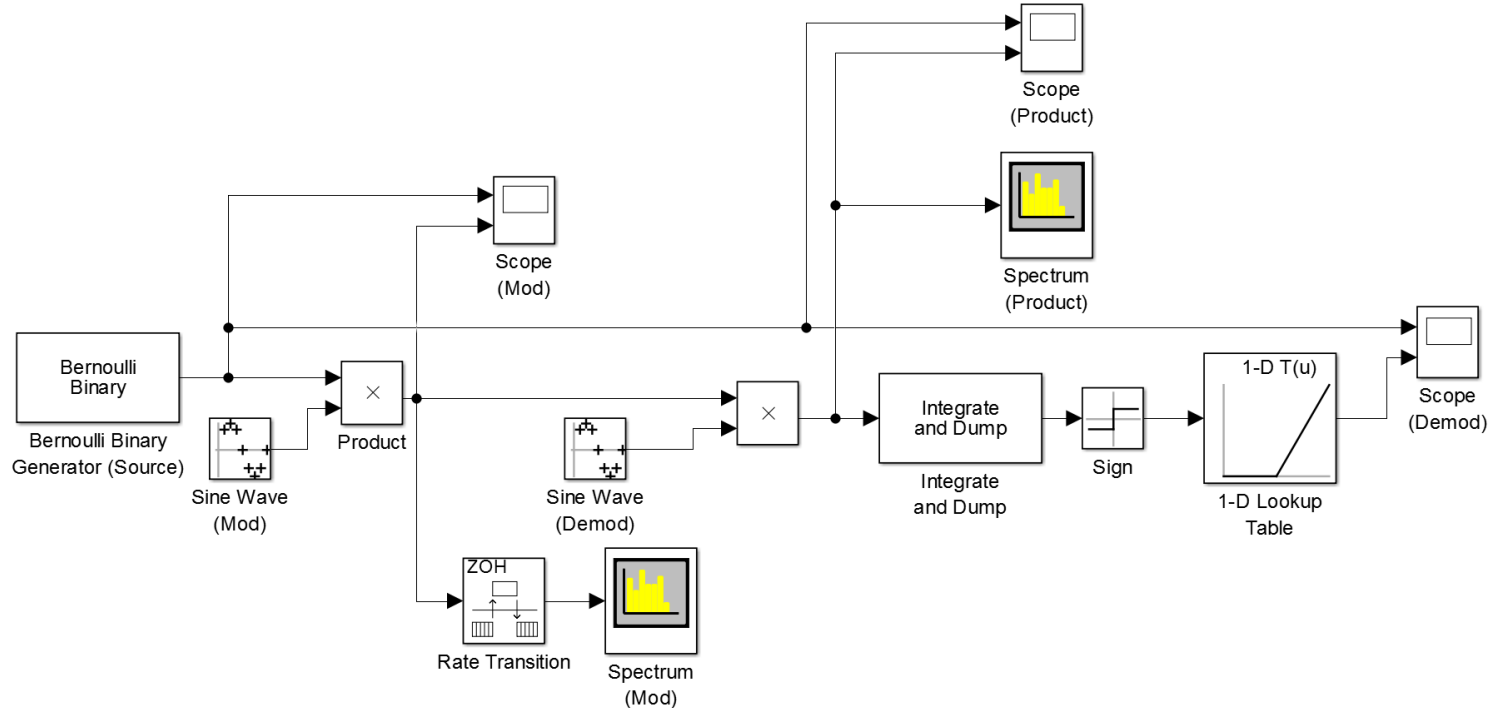 Scope
(Product)
Scope
(Mod)
Spectrum
(Product)
Bernoulli
Binary
Bernoulli Binary
Generator (Source)
Sine Wave
(Mod)
×
Product
Sine Wave
(Demod)
×
Integrate
and Dump
Integrate
and Dump
Sign
1-D T(u)
1-D Lookup
Table
Scope
(Demod)
ZOH
Rate Transition
Spectrum
(Mod)